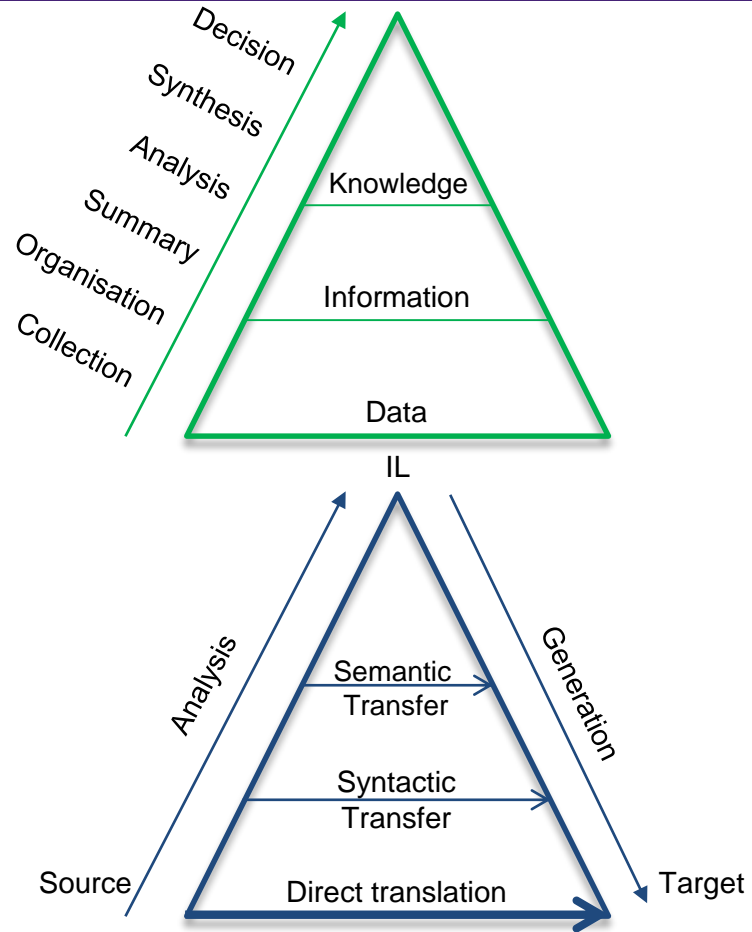 Decision
Synthesis
Analysis
Summary
Organisation
Collection
Knowledge
Information
Data
IL
Analysis
Generation
Semantic
Transfer
Syntactic
Transfer
Source
Direct translation
Target